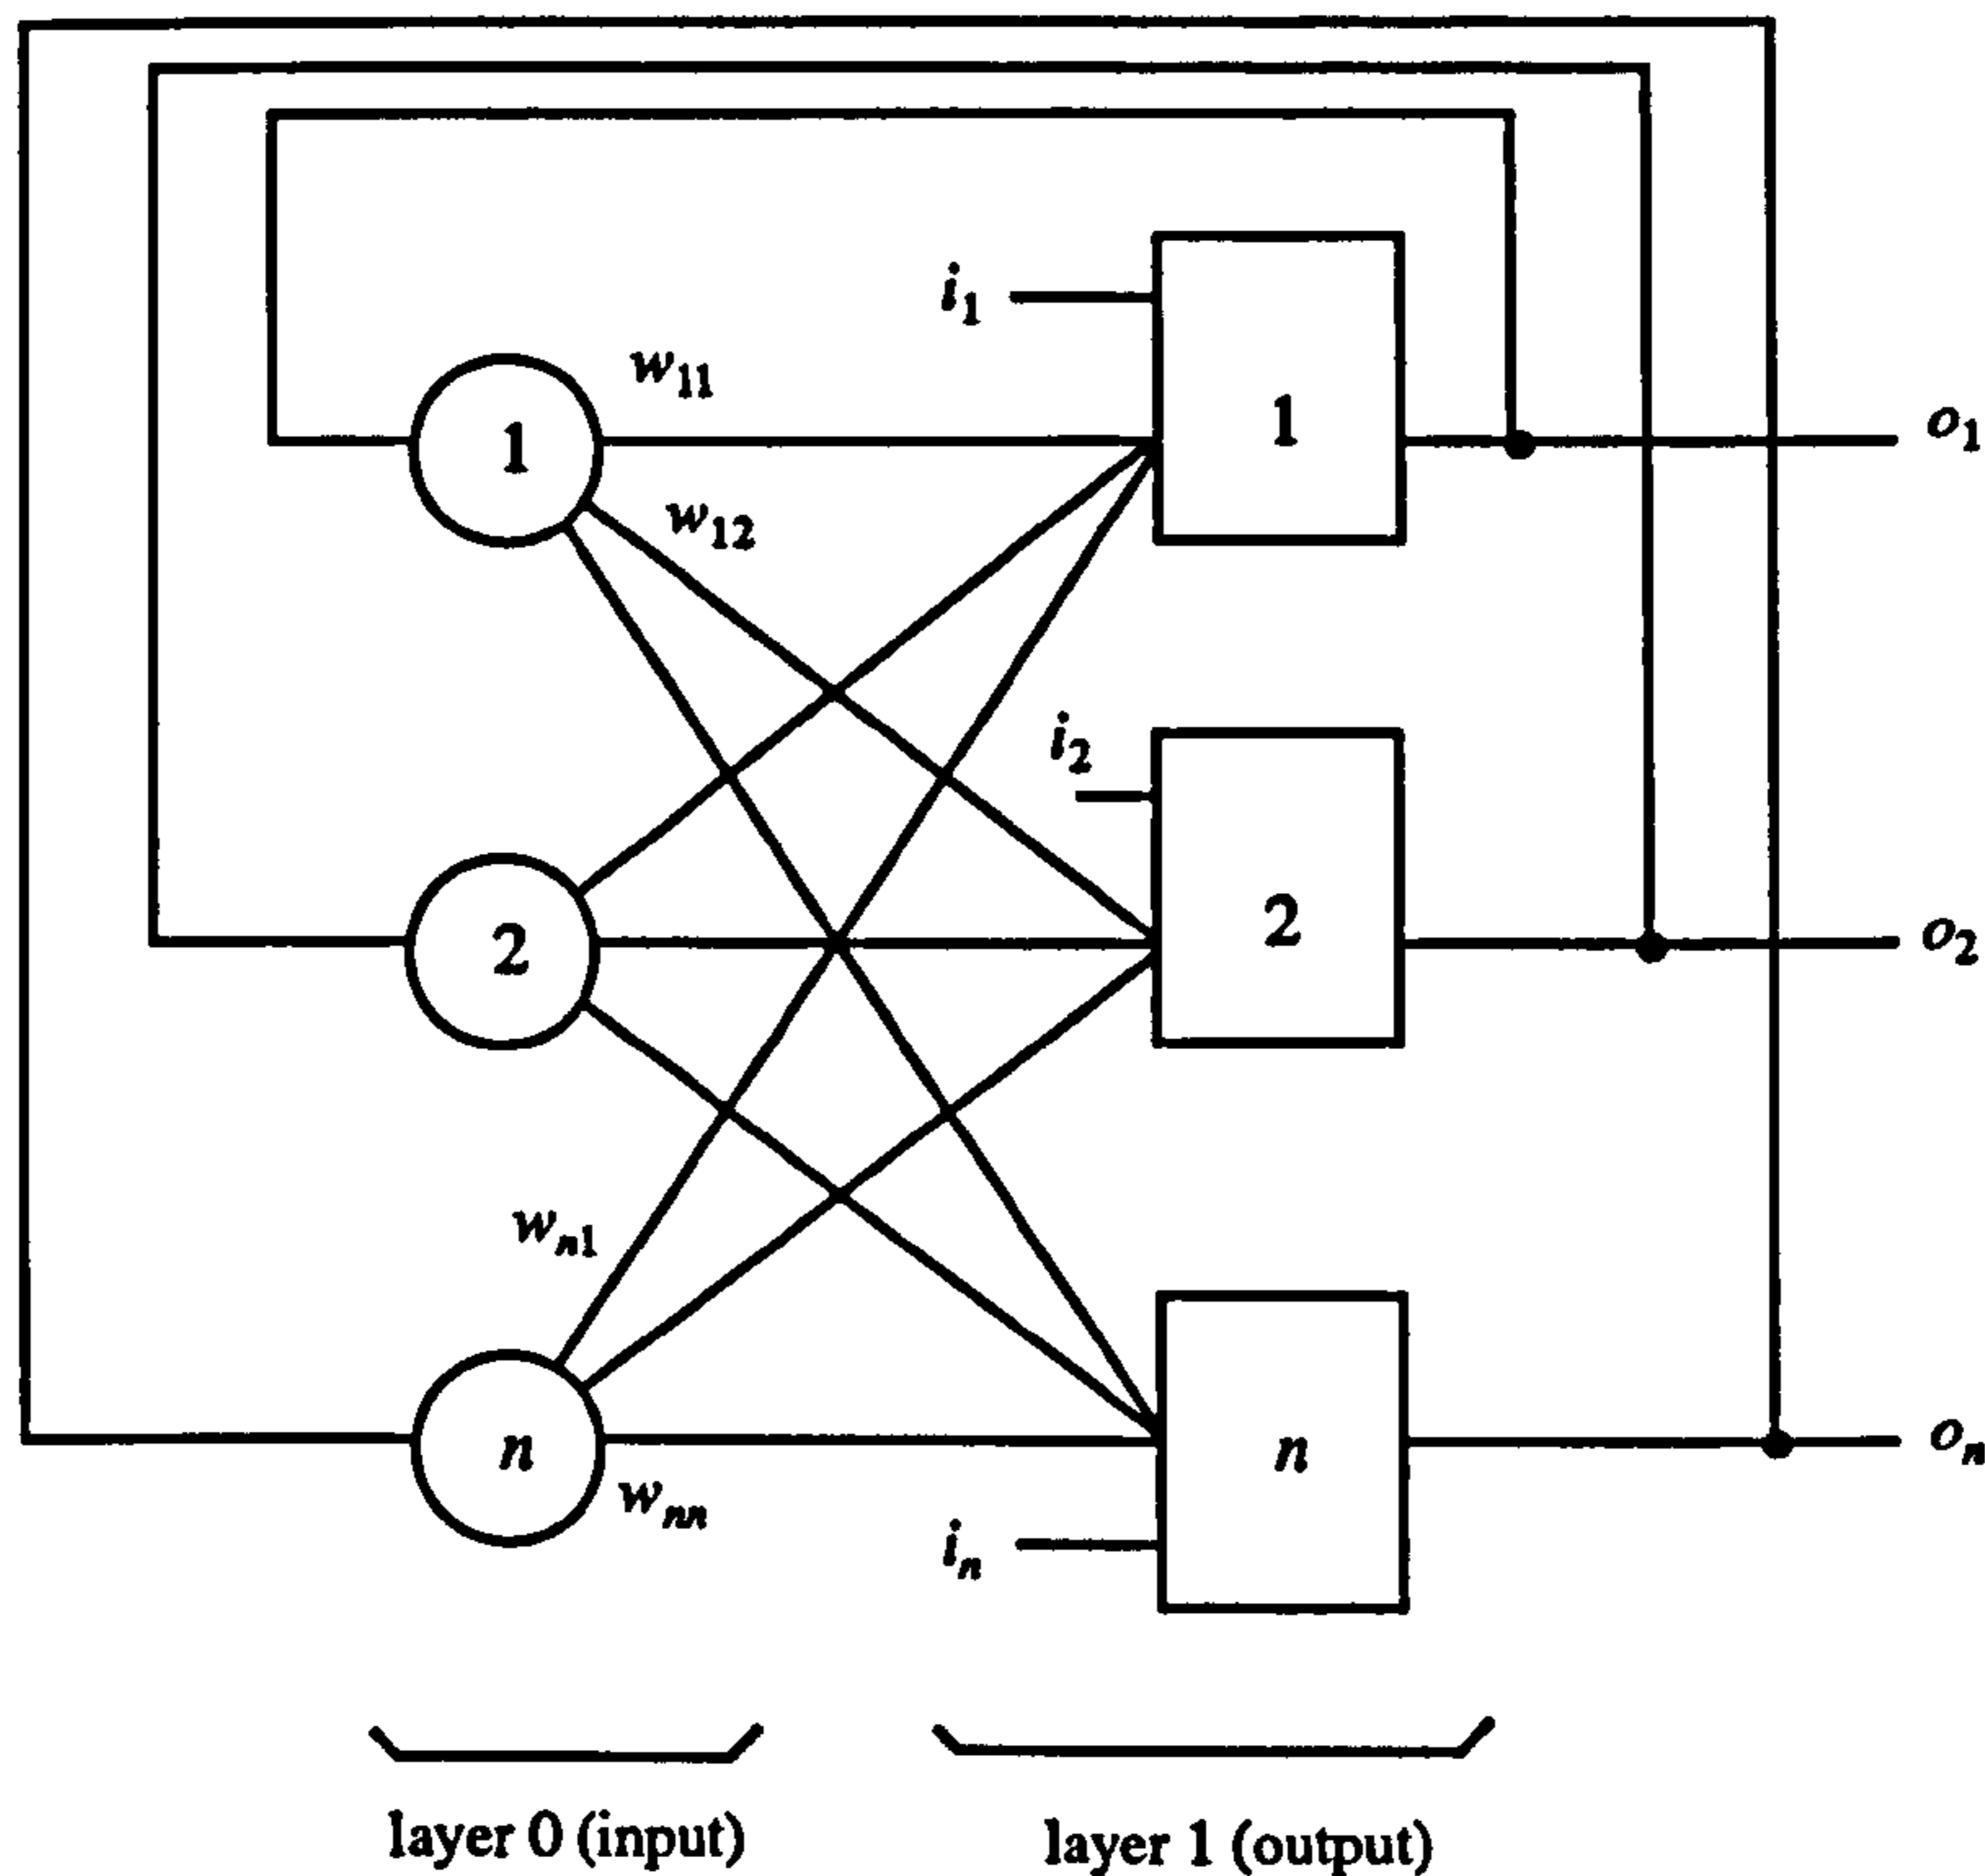 i1
w11
1
1
o1
w12
i2
2
2
o2
wn1
n
n
on
wnn
in
layer 0 (input)
layer 1 (output)